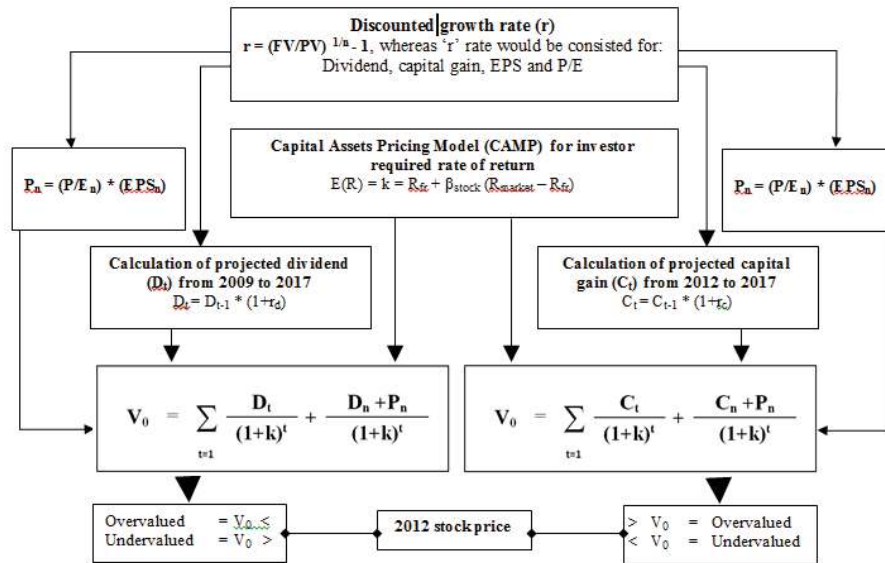 Discounted growth rate (r)
r = (FV/PV) 1/n - 1, whereas ‘r’ rate would be consisted for:
Dividend, capital gain, EPS and P/E
Capital Assets Pricing Model (CAMP) for investor
required rate of return
E(R) = k = Rfr + βstock (Rmarket – Rfr)
Pn = (P/En) * (EPSn)
Pn = (P/En) * (EPSn)
Calculation of projected dividend
(Dt) from 2009 to 2017
Dt = Dt-1 * (1+rd)
Calculation of projected capital
gain (Ct) from 2012 to 2017
Ct = Ct-1 * (1+rc)
V0 = ∑t=1 Dt/(1+k)t + Dn +Pn/(1+k)t
V0 = ∑t=1 Ct/(1+k)t + Cn +Pn/(1+k)t
Overvalued = V0 <
Undervalued = V0 >
2012 stock price
> V0 = Overvalued
< V0 = Undervalued